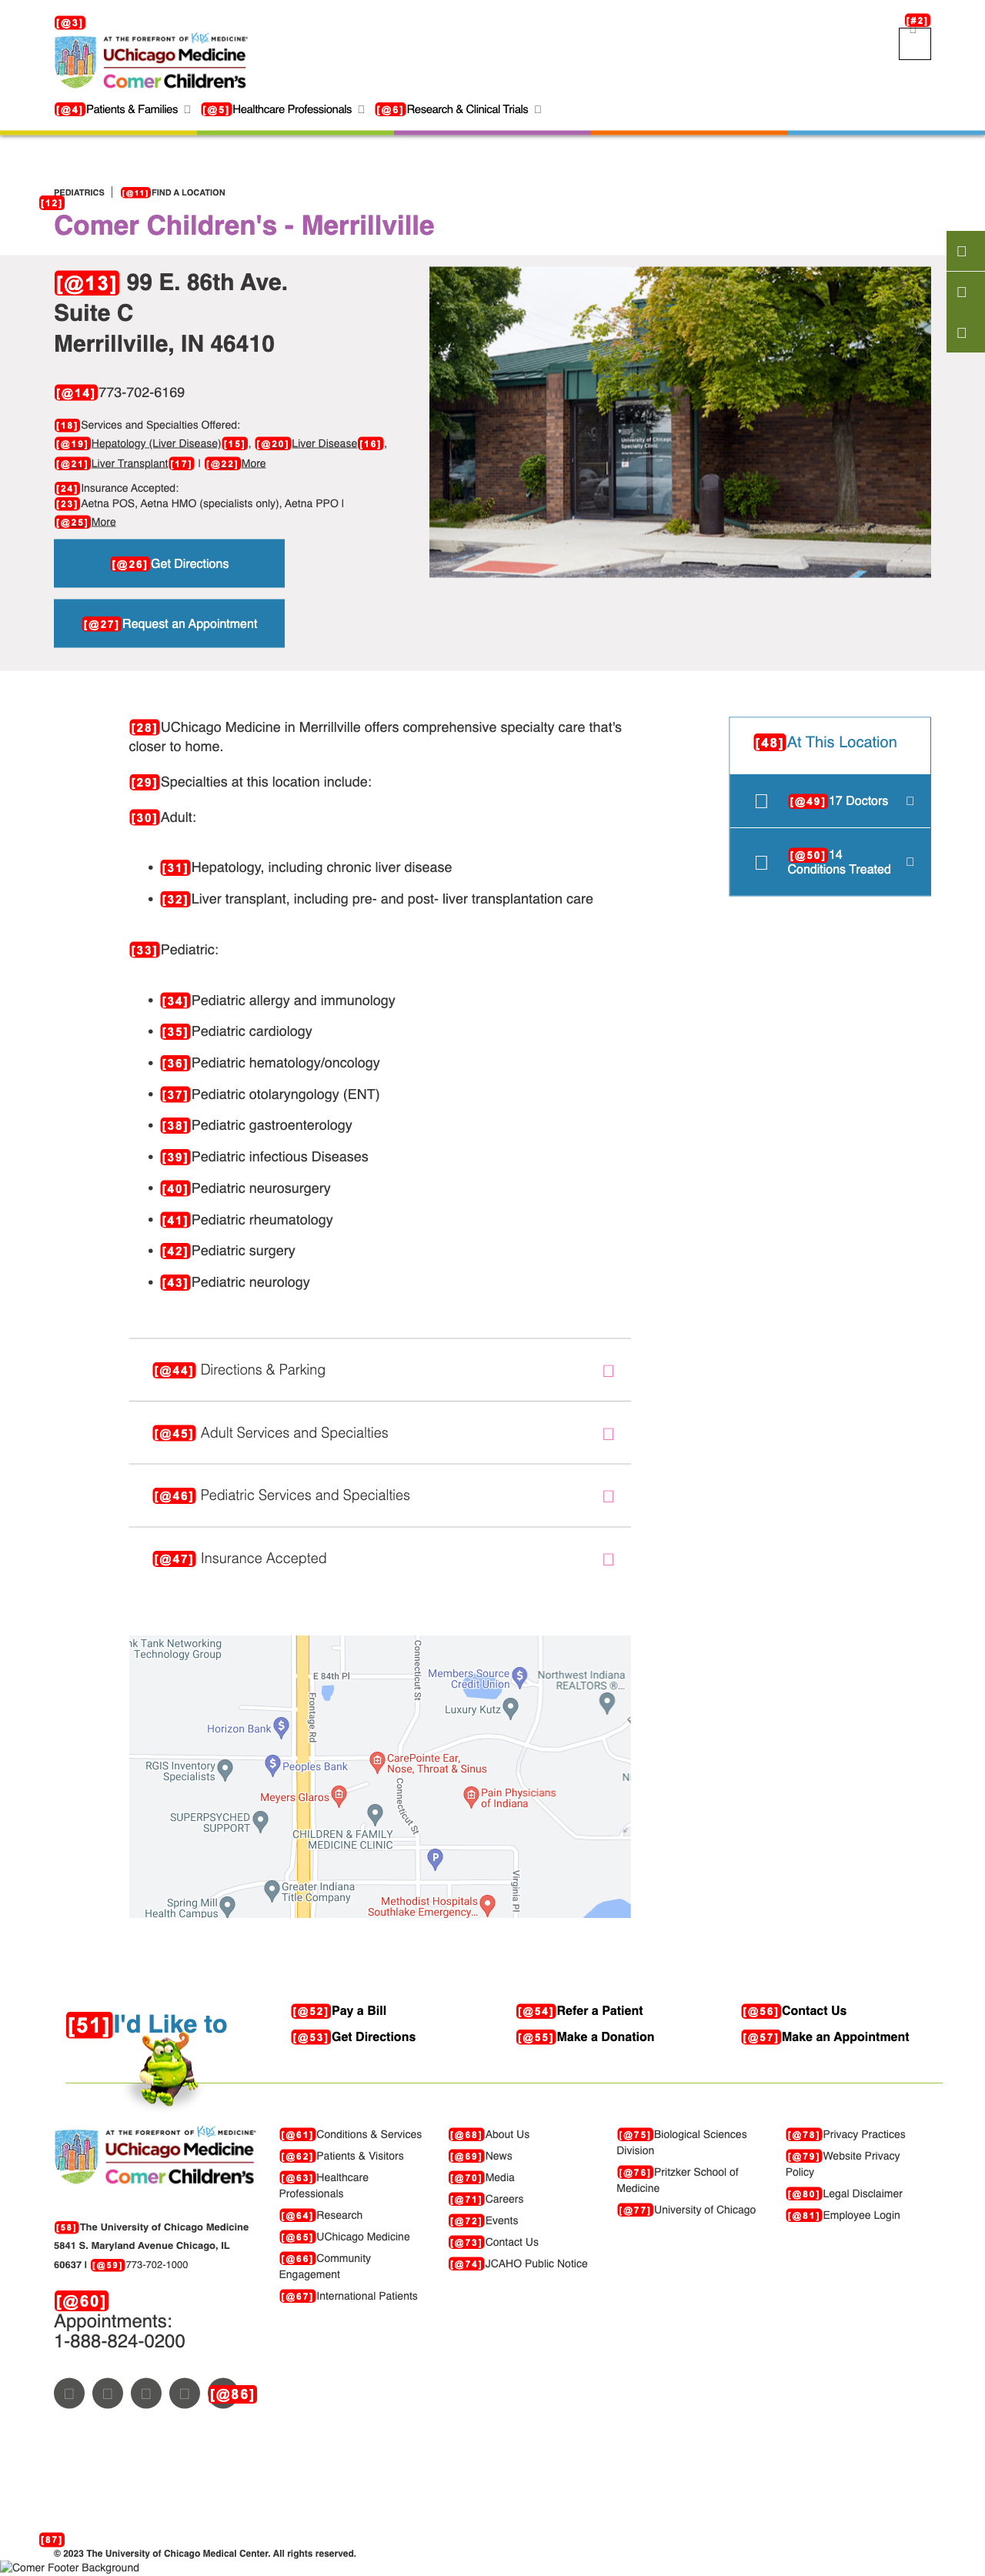 [@3]
[#2]
AT THE FOREFRONT OF KIDS MEDICINE®
UChicago Medicine
Comer Children's
[@4]Patients & Families [@5]Healthcare Professionals [@6]Research & Clinical Trials
PEDIATRICS | [@11]FIND A LOCATION
[12]
Comer Children's - Merrillville
[@13] 99 E. 86th Ave.
Suite C
Merrillville, IN 46410
[@14]773-702-6169
[18]Services and Specialties Offered:
[@19]Hepatology (Liver Disease)[15], [@20]Liver Disease[16],
[@21]Liver Transplant[17] | [@22]More
[24]Insurance Accepted:
[23]Aetna POS, Aetna HMO (specialists only), Aetna PPO |
[@25]More
University of Chicago
Specialty Clinic
[@26]Get Directions
[@27]Request an Appointment
[28]UChicago Medicine in Merrillville offers comprehensive specialty care that's
closer to home.
[29]Specialties at this location include:
[30]Adult:
• [31]Hepatology, including chronic liver disease
• [32]Liver transplant, including pre- and post- liver transplantation care
[33]Pediatric:
• [34]Pediatric allergy and immunology
• [35]Pediatric cardiology
• [36]Pediatric hematology/oncology
• [37]Pediatric otolaryngology (ENT)
• [38]Pediatric gastroenterology
• [39]Pediatric infectious Diseases
• [40]Pediatric neurosurgery
• [41]Pediatric rheumatology
• [42]Pediatric surgery
• [43]Pediatric neurology
[48]At This Location
[@49]17 Doctors
[@50]14
Conditions Treated
[@44] Directions & Parking
[@45] Adult Services and Specialties
[@46] Pediatric Services and Specialties
[@47] Insurance Accepted
nk Tank Networking
Technology Group
E 84th Pl
Frontage Rd
Connecticut St
Members Source
Credit Union
Northwest Indiana
REALTORS ®...
Luxury Kutz
Horizon Bank
RGIS Inventory
Specialists
Peoples Bank
CarePointe Ear,
Nose, Throat & Sinus
N
Meyers Glaros
Connecticut St
Pain Physicians
of Indiana
SUPERPSYCHED
SUPPORT
CHILDREN & FAMILY
MEDICINE CLINIC
P
Virginia Pl
Greater Indiana
Title Company
Spring Mill
Health Campus
Methodist Hospitals
Southlake Emergency...
[51]I'd Like to
[@52]Pay a Bill
[@53]Get Directions
[@54]Refer a Patient
[@55]Make a Donation
[@56]Contact Us
[@57]Make an Appointment
AT THE FOREFRONT OF KIDS MEDICINE®
UChicago Medicine
Comer Children's
[58]The University of Chicago Medicine
5841 S. Maryland Avenue Chicago, IL
60637 | [@59]773-702-1000
[@60]
Appointments:
1-888-824-0200
[@61]Conditions & Services
[@62]Patients & Visitors
[@63]Healthcare
Professionals
[@64]Research
[@65]UChicago Medicine
[@66]Community
Engagement
[@67]International Patients
[@68]About Us
[@69]News
[@70]Media
[@71]Careers
[@72]Events
[@73]Contact Us
[@74]JCAHO Public Notice
[@75]Biological Sciences
Division
[@76]Pritzker School of
Medicine
[@77]University of Chicago
[@78]Privacy Practices
[@79]Website Privacy
Policy
[@80]Legal Disclaimer
[@81]Employee Login
[@86]
[87]
© 2023 The University of Chicago Medical Center. All rights reserved.
Comer Footer Background